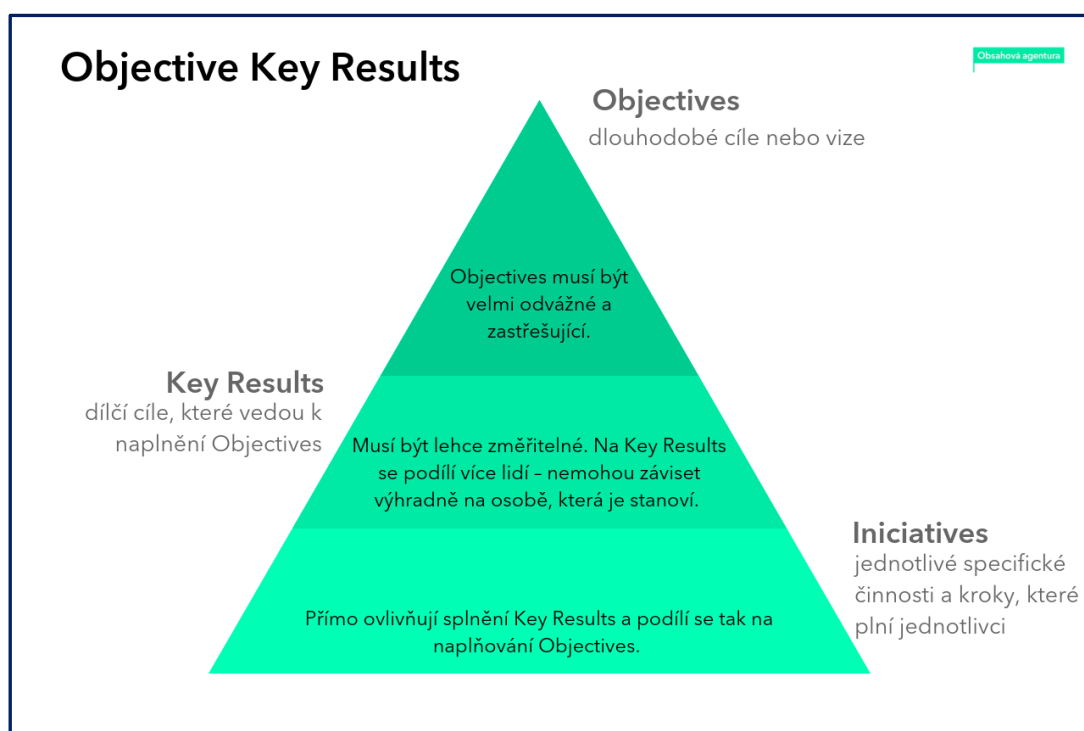 Objective Key Results
Obsahová agentura
Objectives
dlouhodobé cíle nebo vize
Objectives musí být
velmi odvážné a
zastřešující.
Key Results
dílčí cíle, které vedou k
naplnění Objectives
Musí být lehce změřitelné. Na Key Results
se podílí více lidí – nemohou záviset
výhradně na osobě, která je stanoví.
Iniciatives
jednotlivé specifické
činnosti a kroky, které
plní jednotlivci
Přímo ovlivňují splnění Key Results a podílí se tak na
naplňování Objectives.